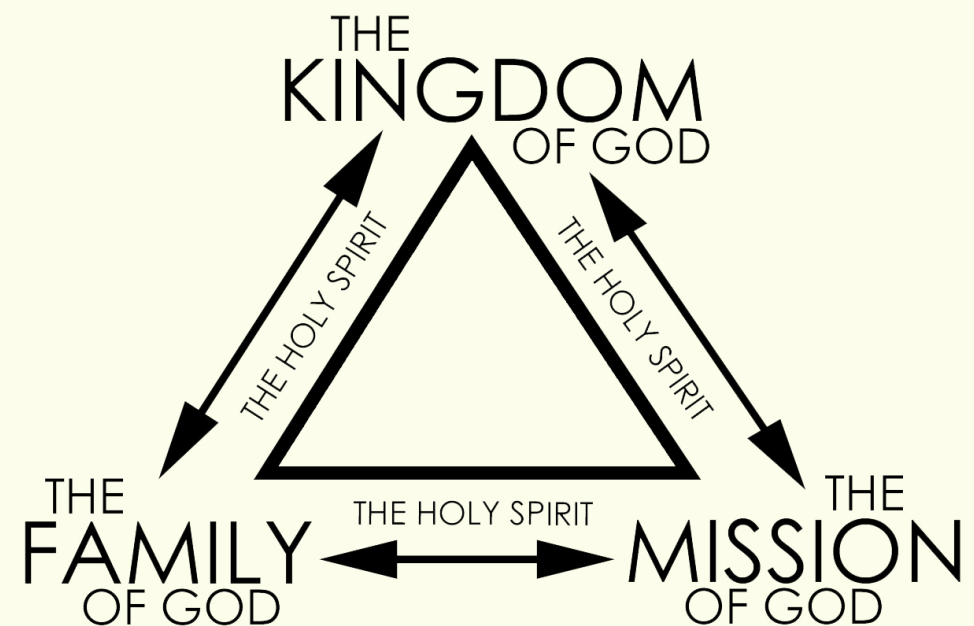 THE
KINGDOM
OF GOD
THE HOLY SPIRIT
THE HOLY SPIRIT
THE
FAMILY
OF GOD
THE HOLY SPIRIT
THE
MISSION
OF GOD